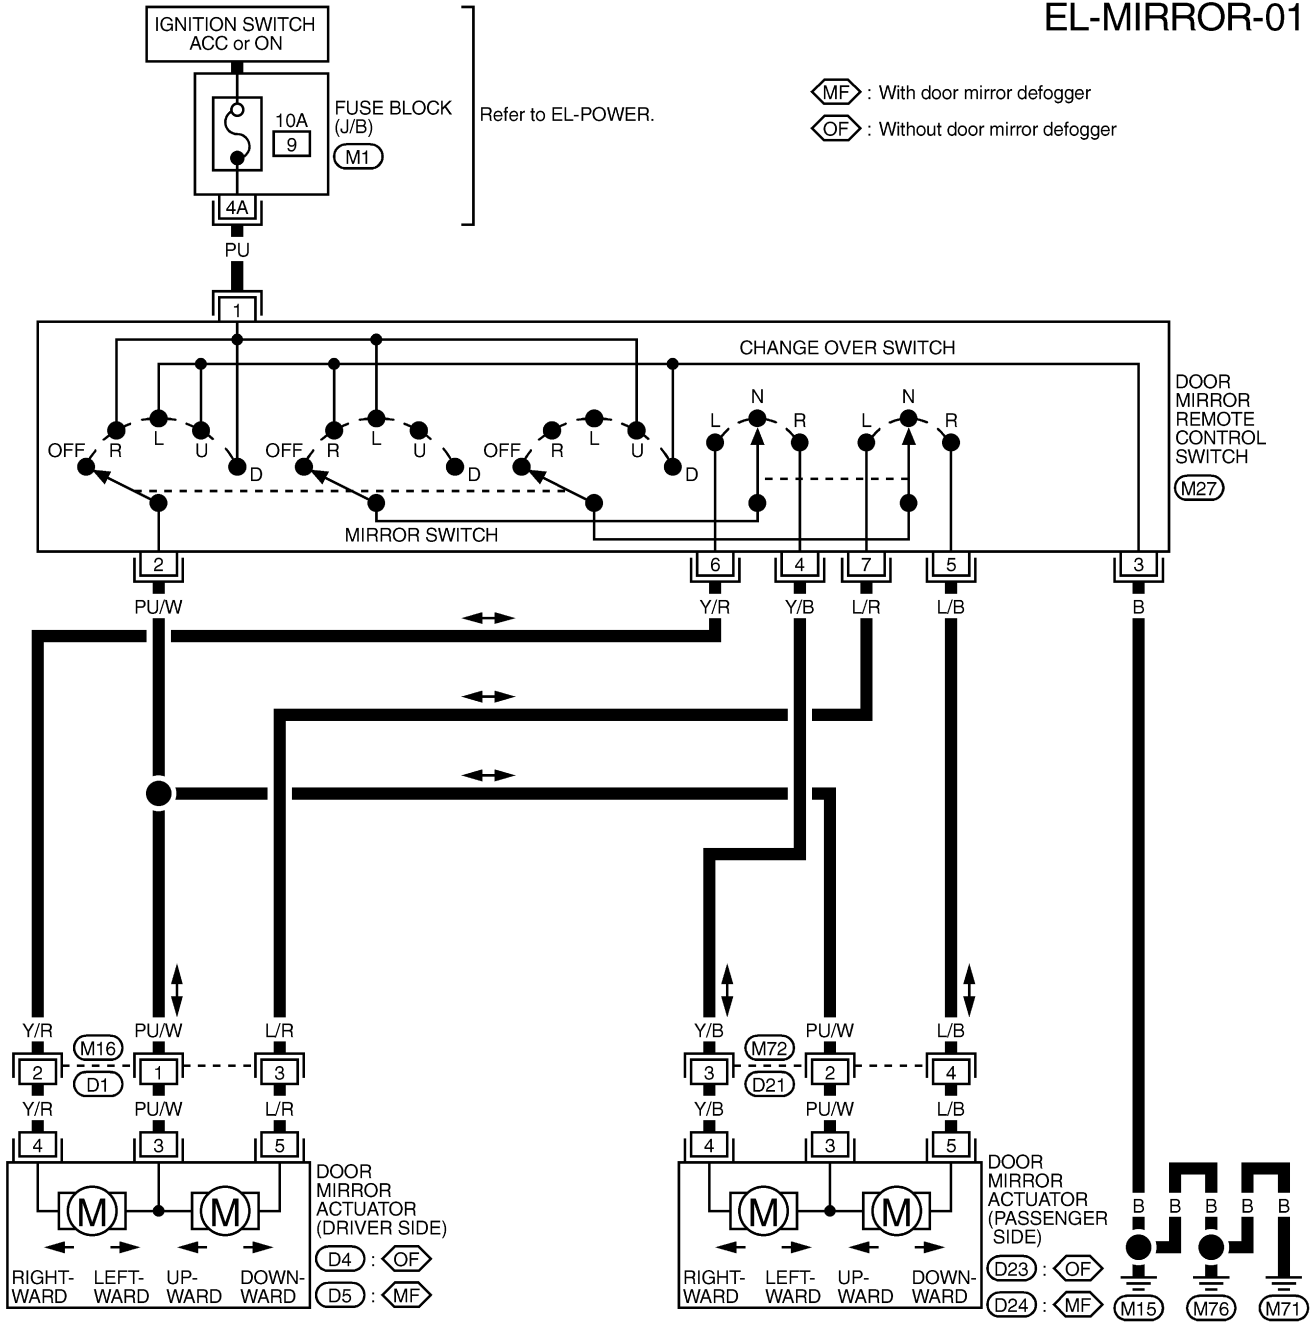 EL-MIRROR-01
IGNITION SWITCH
ACC or ON
FUSE BLOCK
(J/B)
10A
9
M1
Refer to EL-POWER.
MF : With door mirror defogger
OF : Without door mirror defogger
4A
PU
1
CHANGE OVER SWITCH
DOOR
MIRROR
REMOTE
CONTROL
SWITCH
M27
OFF R L U D
OFF R L U D
OFF R L U D
L N R
L N R
MIRROR SWITCH
2 6 4 7 5 3
PU/W Y/R Y/B L/R L/B B
Y/R PU/W L/R Y/B PU/W L/B
M16 M72
2 1 3 3 2 4
D1 D21
Y/R PU/W L/R Y/B PU/W L/B
4 3 5 4 3 5
DOOR
MIRROR
ACTUATOR
(DRIVER SIDE)
D4 : OF
D5 : MF
M M
RIGHT-
WARD
LEFT-
WARD
UP-
WARD
DOWN-
WARD
DOOR
MIRROR
ACTUATOR
(PASSENGER
SIDE)
D23 : OF
D24 : MF
M M
RIGHT-
WARD
LEFT-
WARD
UP-
WARD
DOWN-
WARD
B B B B B
M15 M76 M71